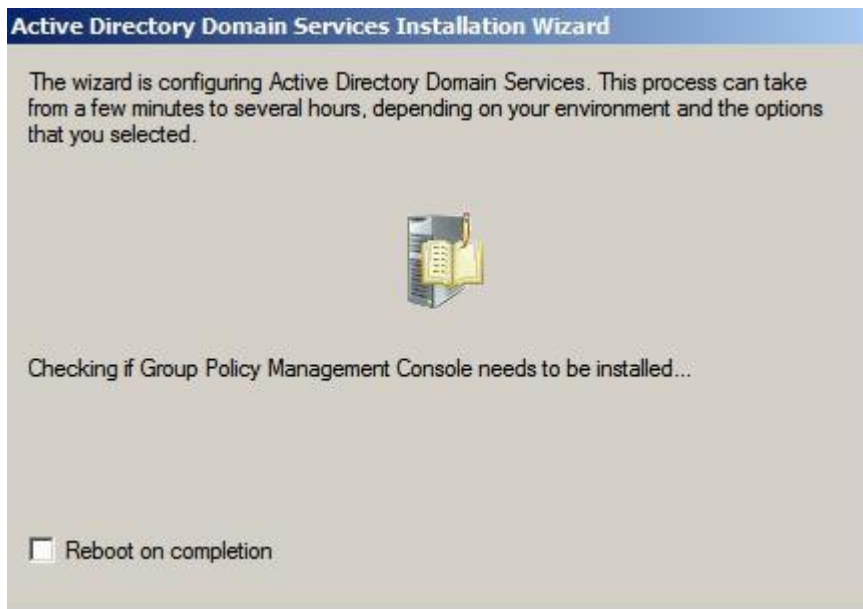 Active Directory Domain Services Installation Wizard
The wizard is configuring Active Directory Domain Services. This process can take
from a few minutes to several hours, depending on your environment and the options
that you selected.
Checking if Group Policy Management Console needs to be installed...
Reboot on completion